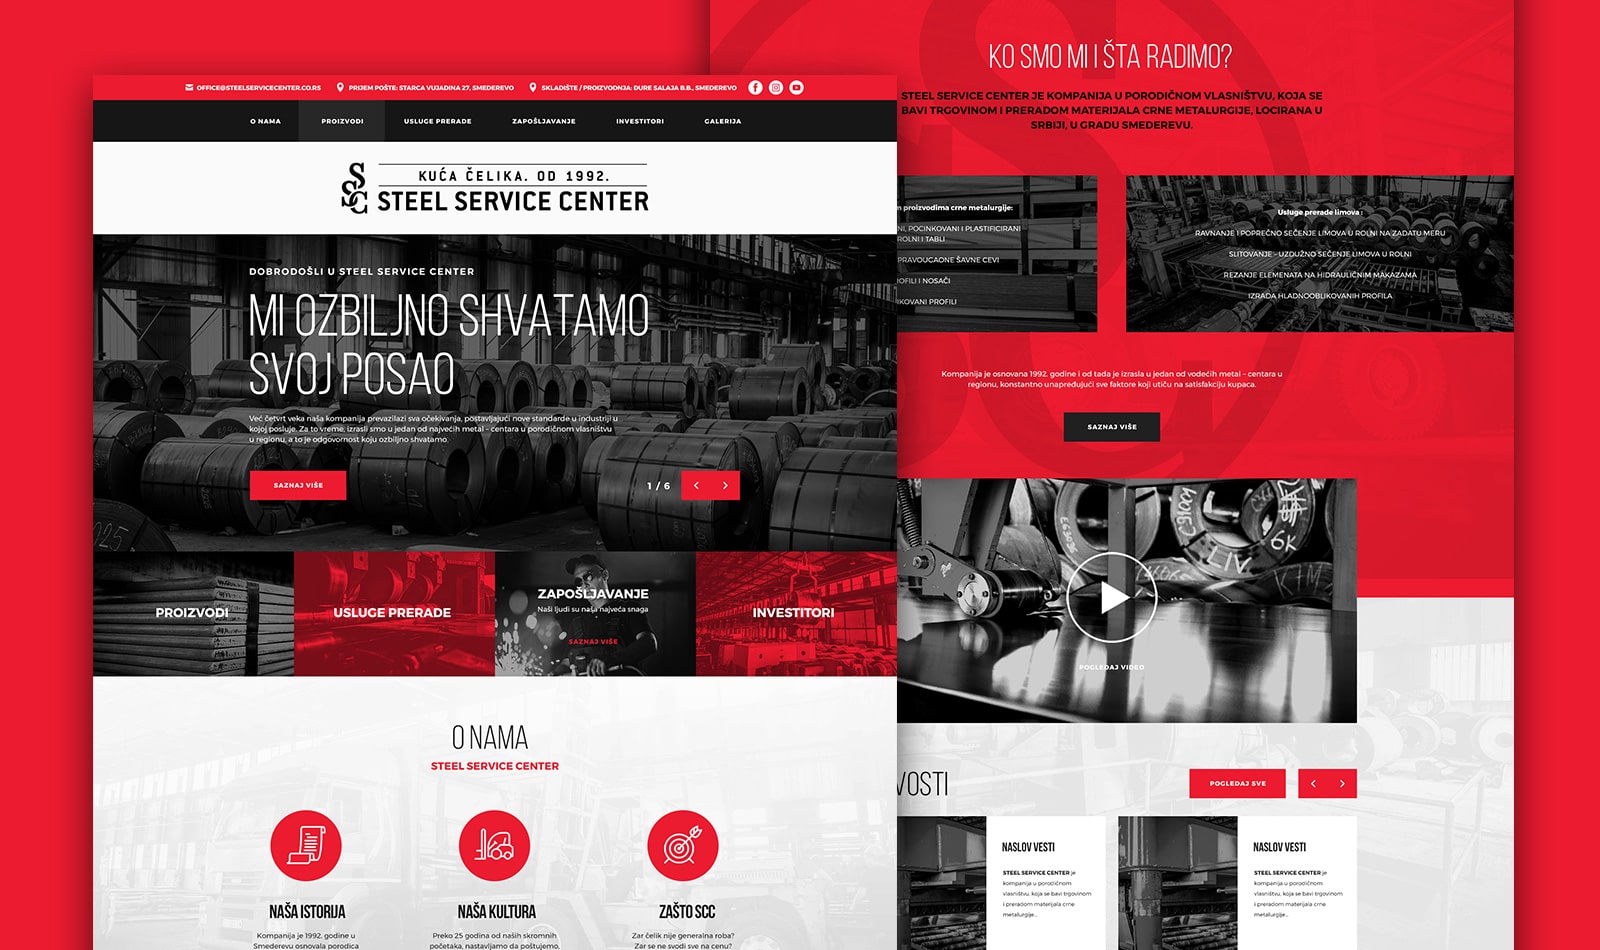 OFFICE@STEELSERVICECENTER.CO.RS
PRIJEM POŠTE: STARCA VUJADINA 27, SMEDEREVO
SKLADIŠTE / PROIZVODNJA: ĐURE SALAJA B.B., SMEDEREVO
O NAMA
PROIZVODI
USLUGE PRERADE
ZAPOŠLJAVANJE
INVESTITORI
GALERIJA
SSC
KUĆA ČELIKA. OD 1992.
STEEL SERVICE CENTER
DOBRODOŠLI U STEEL SERVICE CENTER
MI OZBILJNO SHVATAMO
SVOJ POSAO
Već četvrt veka naša kompanija prevazilazi sva očekivanja, postavljajući nove standarde u industriji u
kojoj posluje. Za to vreme, izrasli smo u jedan od najvećih metal – centara u porodičnom vlasništvu
u regionu, a to je odgovornost koju ozbiljno shvatamo.
SAZNAJ VIŠE
1 / 6
PROIZVODI
USLUGE PRERADE
ZAPOŠLJAVANJE
Naši ljudi su naša najveća snaga
SAZNAJ VIŠE
INVESTITORI
O NAMA
STEEL SERVICE CENTER
NAŠA ISTORIJA
Kompanija je 1992. godine u
Smederevu osnovala porodica
NAŠA KULTURA
Preko 25 godina od naših skromnih
početaka, nastavljamo da poštujemo,
ZAŠTO SCC
Zar čelik nije generalna roba?
Zar se ne svodi sve na cenu?
KO SMO MI I ŠTA RADIMO?
STEEL SERVICE CENTER JE KOMPANIJA U PORODIČNOM VLASNIŠTVU, KOJA SE
BAVI TRGOVINOM I PRERADOM MATERIJALA CRNE METALURGIJE, LOCIRANA U
SRBIJI, U GRADU SMEDEREVU.
m proizvodima crne metalurgije:
NI, POCINKOVANI I PLASTIFICIRANI
ROLNI I TABLI
PRAVOUGAONE ŠAVNE CEVI
OFILI I NOSAČI
IKOVANI PROFILI
Usluge prerade limova :
RAVNANJE I POPREČNO SEČENJE LIMOVA U ROLNI NA ZADATU MERU
SLITOVANJE – UZDUŽNO SEČENJE LIMOVA U ROLNI
REZANJE ELEMENATA NA HIDRAULIČNIM MAKAZAMA
IZRADA HLADNOOBLIKOVANIH PROFILA
Kompanija je osnovana 1992. godine i od tada je izrasla u jedan od vodećih metal – centara u
regionu, konstantno unapređujući sve faktore koji utiču na satisfakciju kupaca.
SAZNAJ VIŠE
POGLEDAJ VIDEO
VOSTI
POGLEDAJ SVE
NASLOV VESTI
STEEL SERVICE CENTER je
kompanija u porodičnom
vlasništvu, koja se bavi trgovinom
i preradom materijala crne
metalurgije...
NASLOV VESTI
STEEL SERVICE CENTER je
kompanija u porodičnom
vlasništvu, koja se bavi trgovinom
i preradom materijala crne
metalurgije...